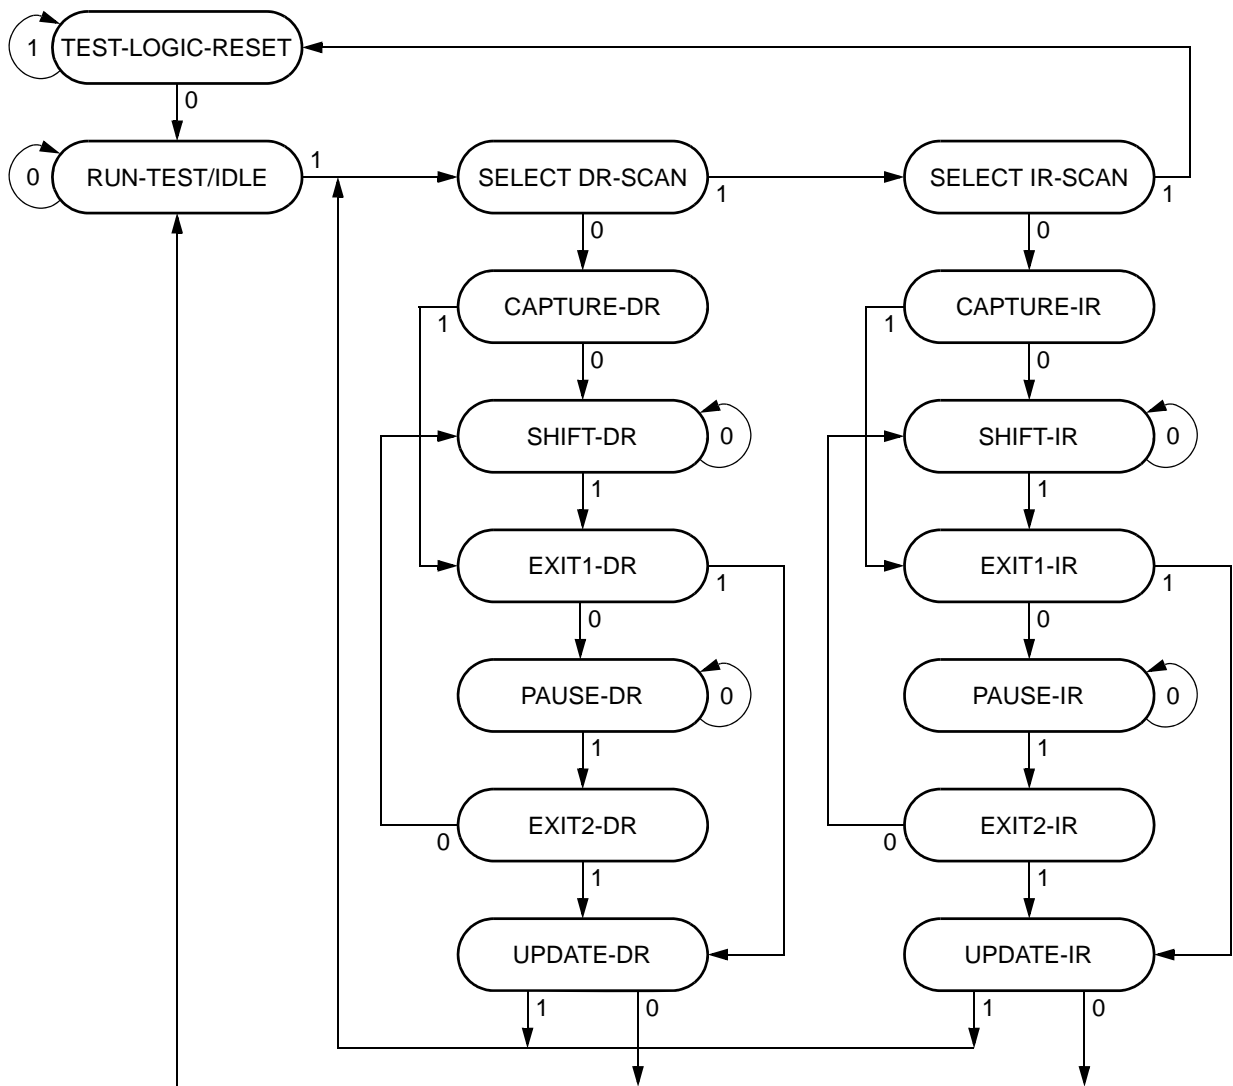 TEST-LOGIC-RESET
1
0
RUN-TEST/IDLE
0
1
SELECT DR-SCAN
1
SELECT IR-SCAN
1
0
0
CAPTURE-DR
1
CAPTURE-IR
1
0
0
SHIFT-DR
0
SHIFT-IR
0
1
1
EXIT1-DR
1
EXIT1-IR
1
0
0
PAUSE-DR
0
PAUSE-IR
0
1
1
EXIT2-DR
0
EXIT2-IR
0
1
1
UPDATE-DR
UPDATE-IR
1
0
1
0